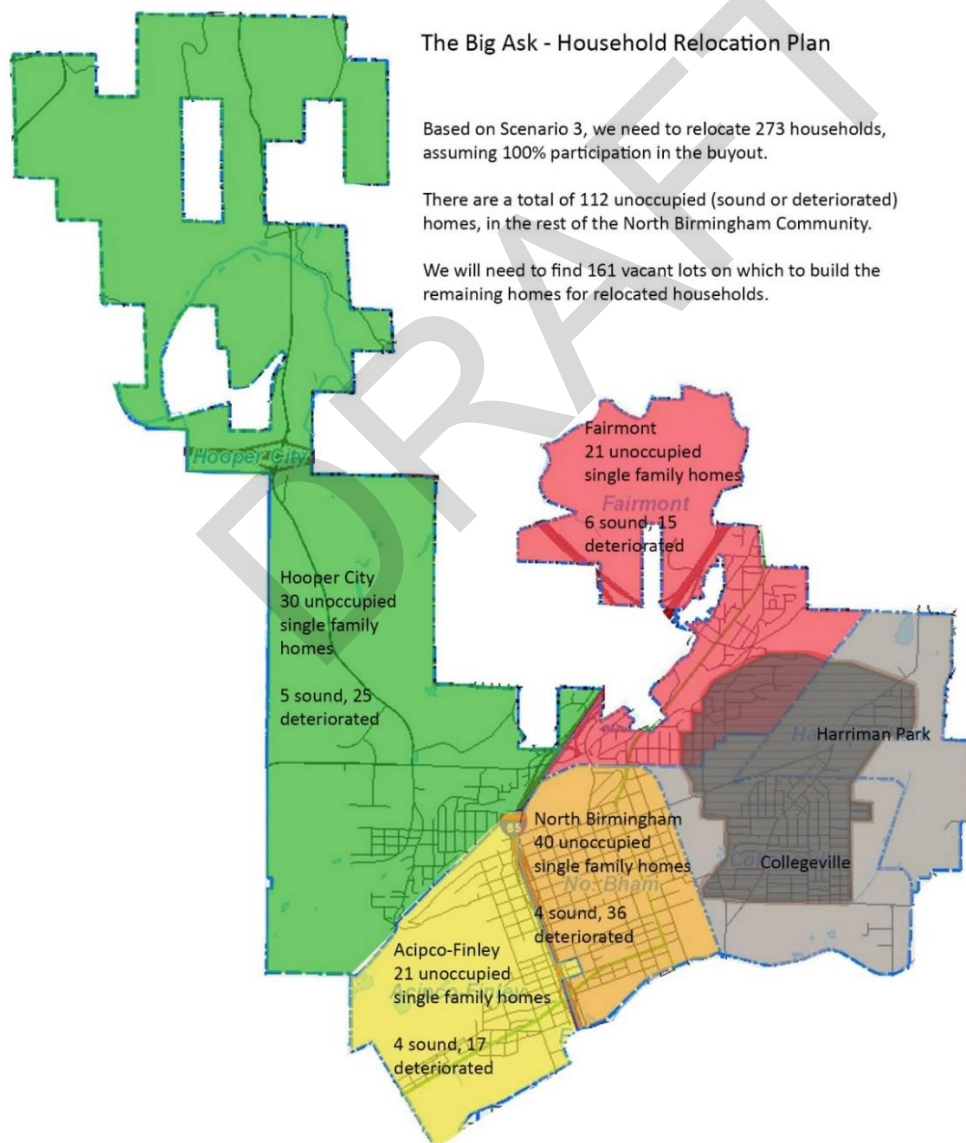 The Big Ask - Household Relocation Plan
Based on Scenario 3, we need to relocate 273 households,
assuming 100% participation in the buyout.
There are a total of 112 unoccupied (sound or deteriorated)
homes, in the rest of the North Birmingham Community.
We will need to find 161 vacant lots on which to build the
remaining homes for relocated households.
DRAFT
Hooper City
Fairmont
21 unoccupied
single family homes
Fairmont
6 sound, 15
deteriorated
Hooper City
30 unoccupied
single family
homes
5 sound, 25
deteriorated
Harriman Park
65
North Birmingham
40 unoccupied
single family homes
No. Bham
4 sound, 36
deteriorated
Collegeville
Acipco-Finley
21 unoccupied
single family homes
Acipco-Finley
4 sound, 17
deteriorated